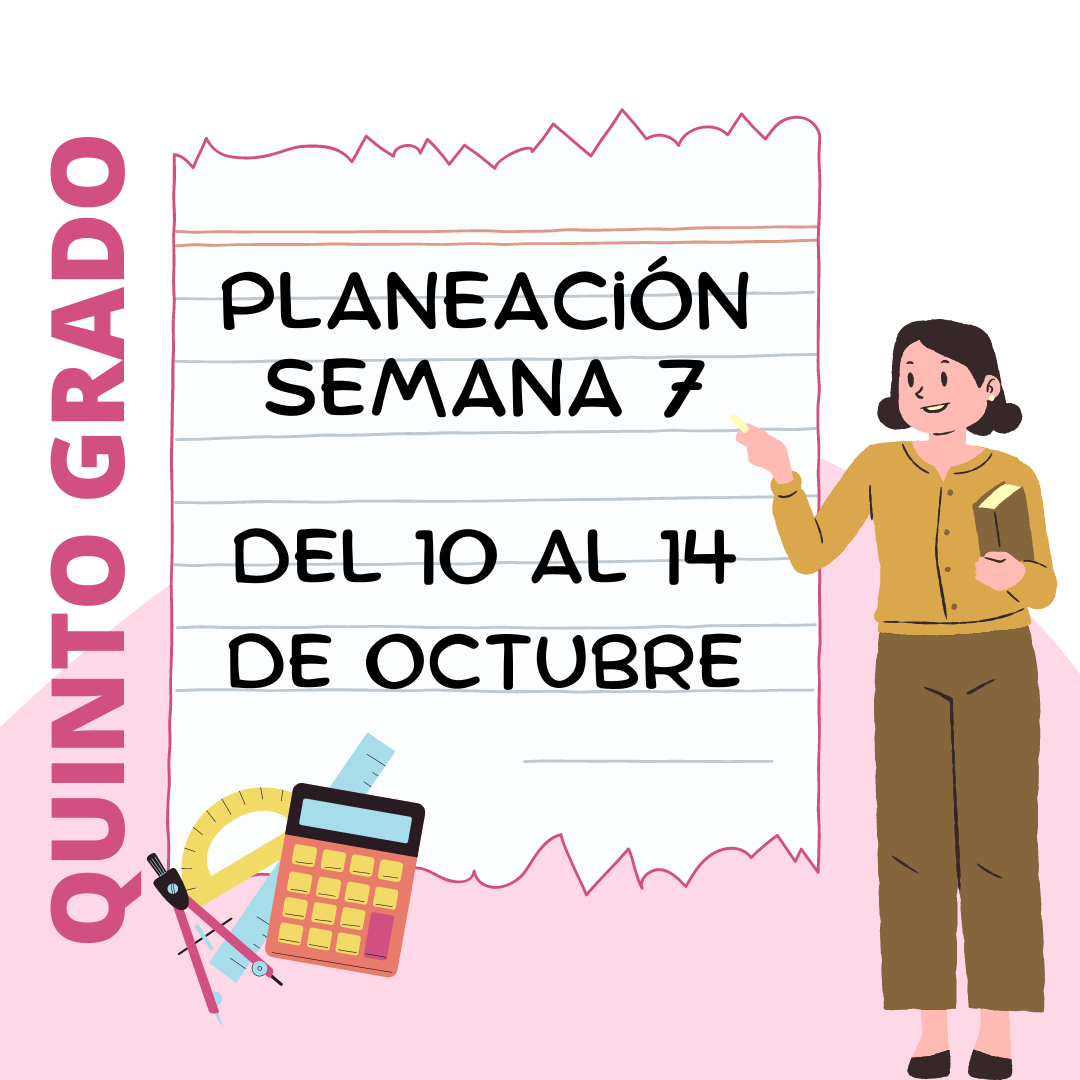 QUINTO GRADO
PLANEACIÓN
SEMANA 7
DEL 10 AL 14
DE OCTUBRE